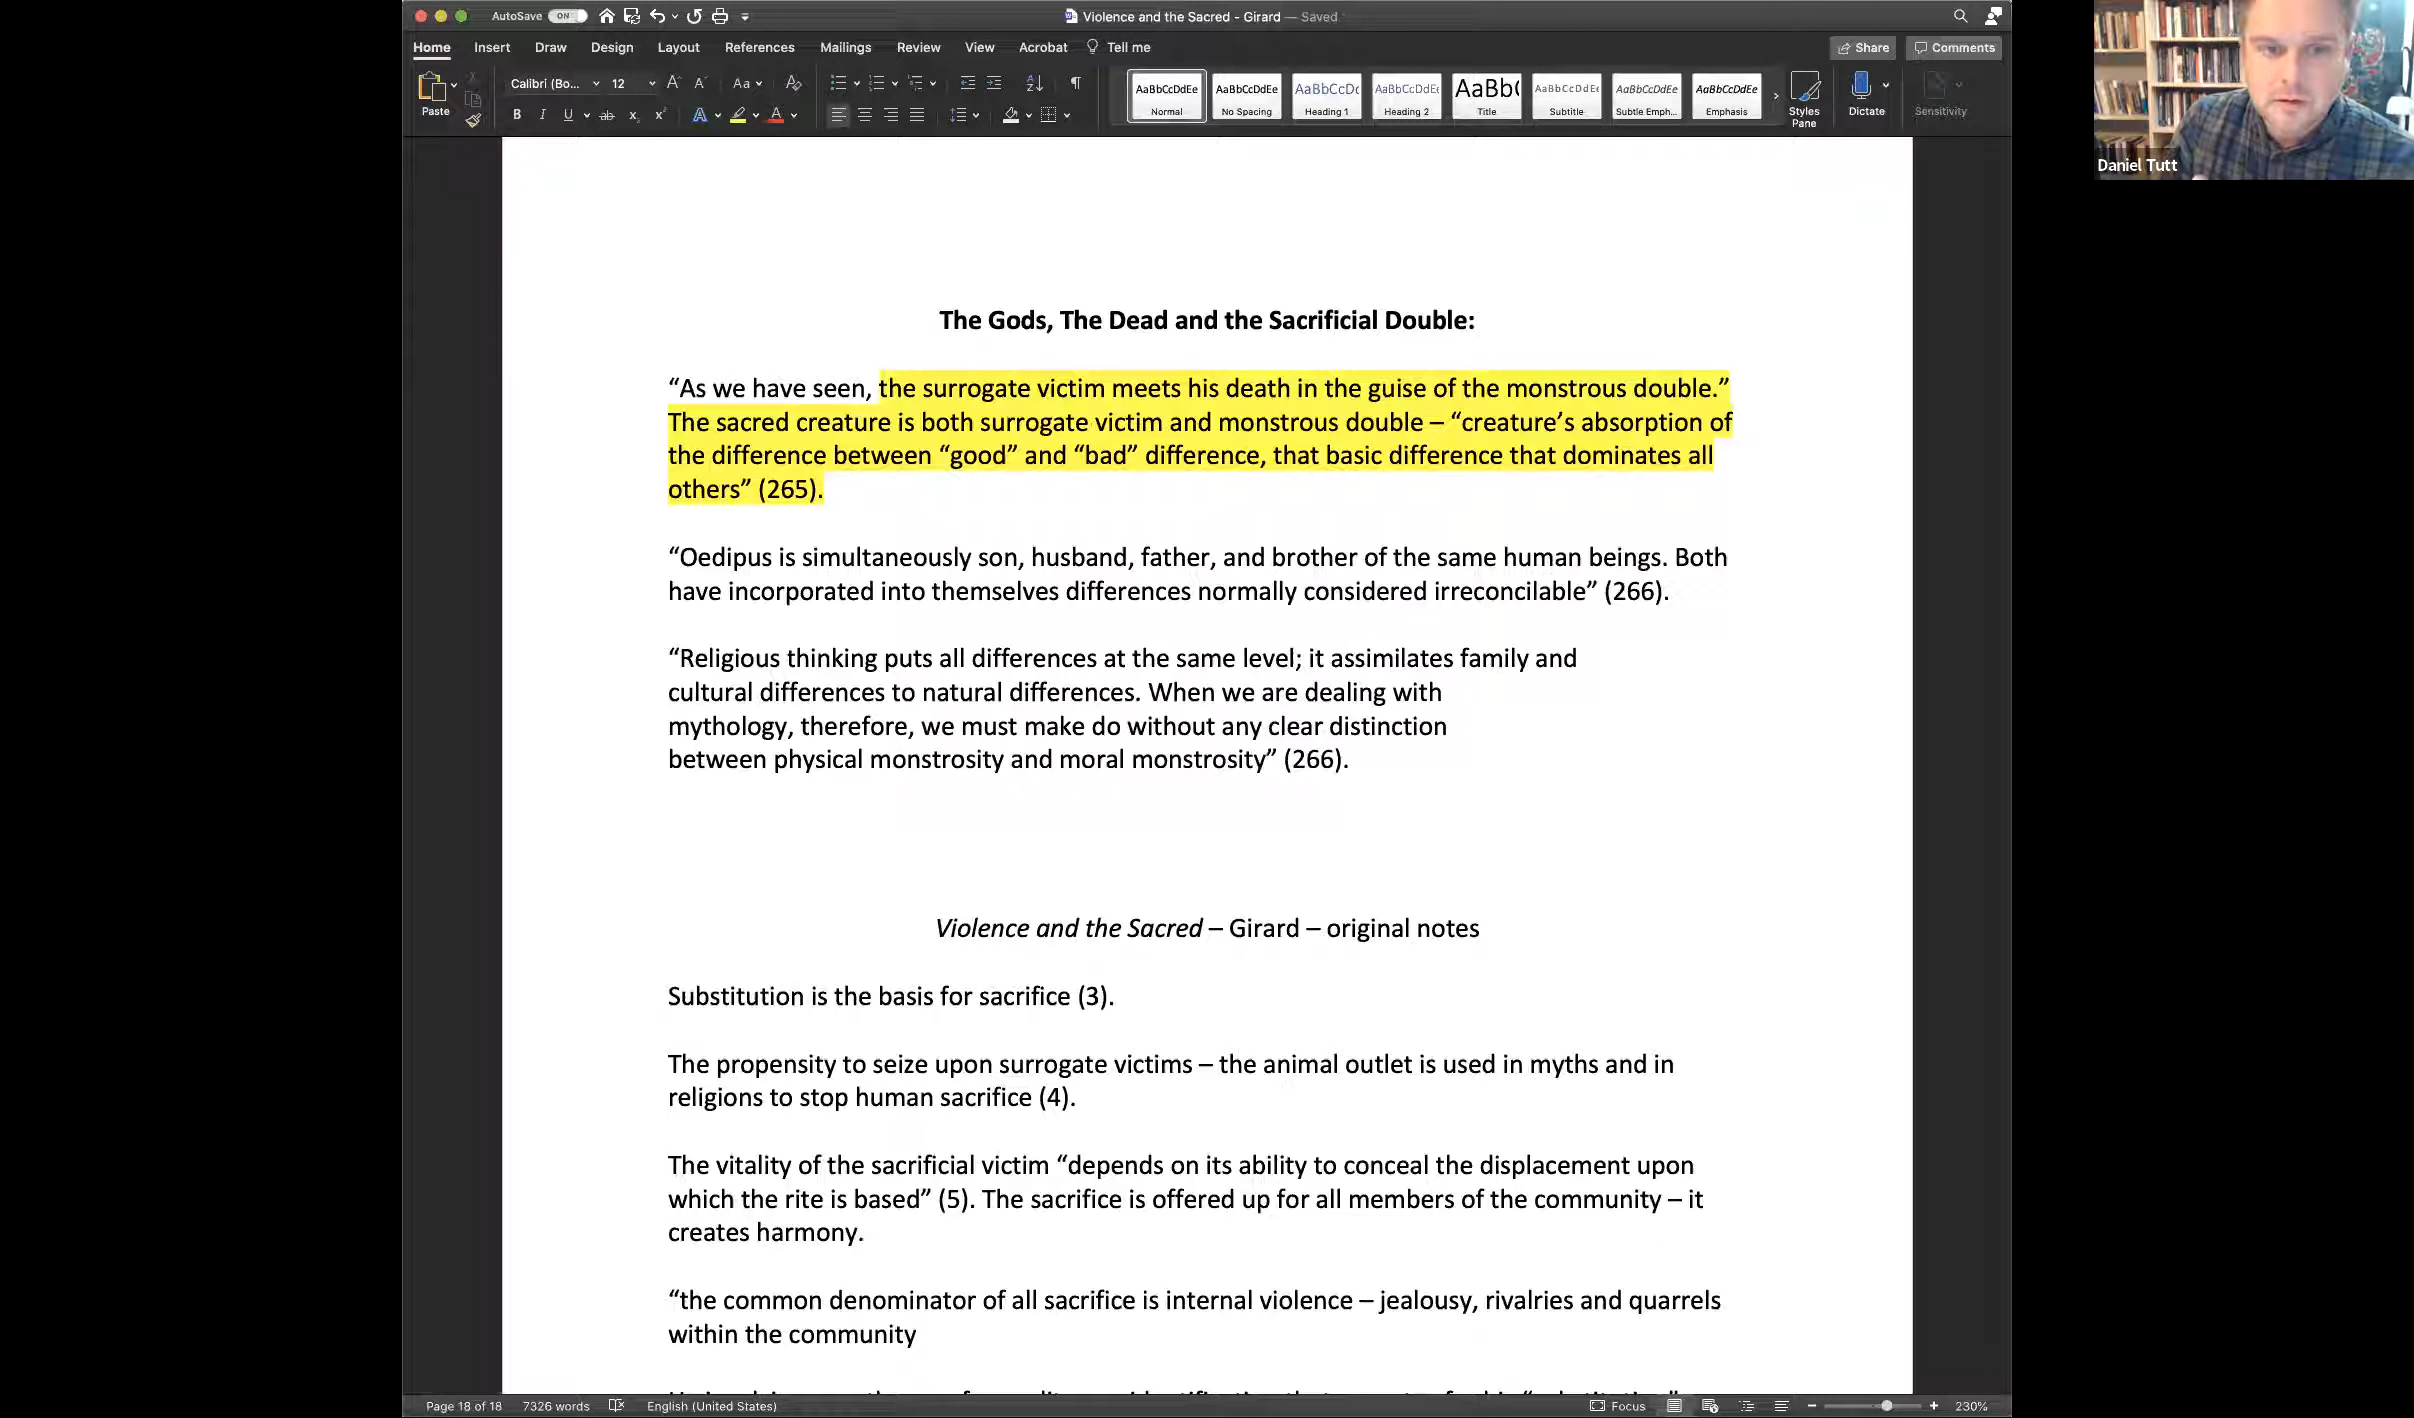 AutoSave ON
Violence and the Sacred - Girard — Saved
Home Insert Draw Design Layout References Mailings Review View Acrobat Tell me
Share Comments
Paste
Calibri (Bo... 12
Aa
AaBbCcDdEe Normal
AaBbCcDdEe No Spacing
AaBbCcDc Heading 1
AaBbCcDdEe Heading 2
AaBb( Title
AaBbCcDdEe Subtitle
AaBbCcDdEe Subtle Emph...
AaBbCcDdEe Emphasis
Styles
Pane
Dictate
Sensitivity
Daniel Tutt
The Gods, The Dead and the Sacrificial Double:
“As we have seen, the surrogate victim meets his death in the guise of the monstrous double.”
The sacred creature is both surrogate victim and monstrous double – “creature’s absorption of
the difference between “good” and “bad” difference, that basic difference that dominates all
others” (265).
“Oedipus is simultaneously son, husband, father, and brother of the same human beings. Both
have incorporated into themselves differences normally considered irreconcilable” (266).
“Religious thinking puts all differences at the same level; it assimilates family and
cultural differences to natural differences. When we are dealing with
mythology, therefore, we must make do without any clear distinction
between physical monstrosity and moral monstrosity” (266).
Violence and the Sacred – Girard – original notes
Substitution is the basis for sacrifice (3).
The propensity to seize upon surrogate victims – the animal outlet is used in myths and in
religions to stop human sacrifice (4).
The vitality of the sacrificial victim “depends on its ability to conceal the displacement upon
which the rite is based” (5). The sacrifice is offered up for all members of the community – it
creates harmony.
“the common denominator of all sacrifice is internal violence – jealousy, rivalries and quarrels
within the community
Page 18 of 18 7326 words English (United States) Focus 230%